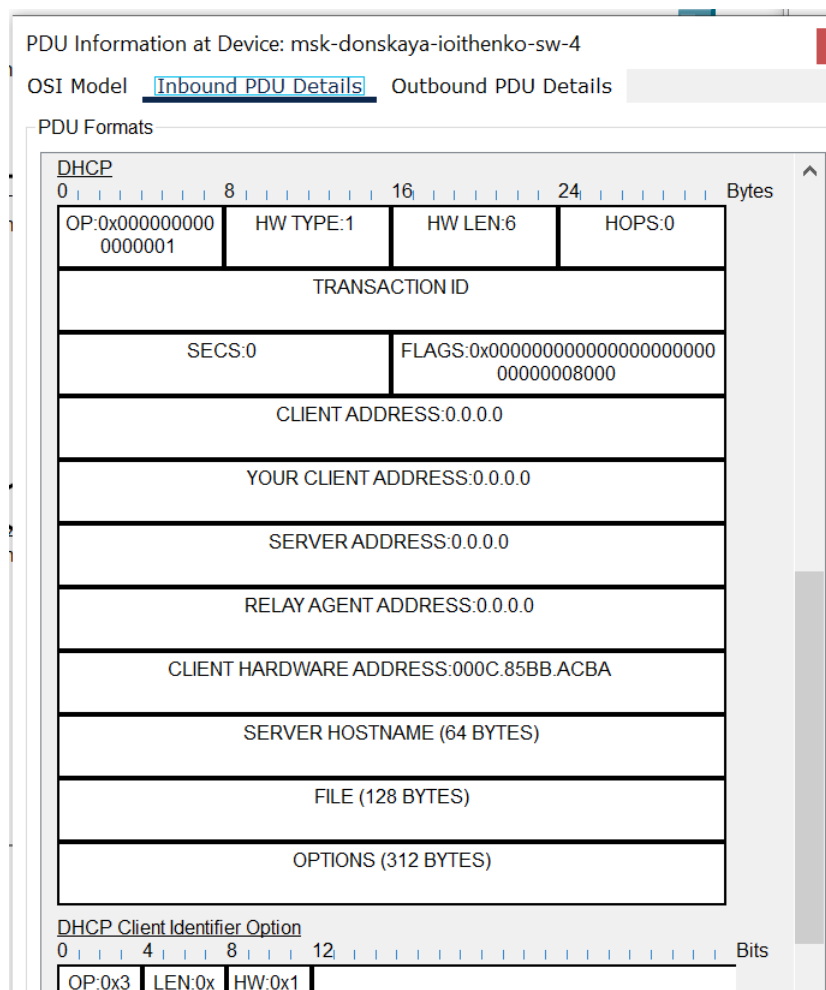 PDU Information at Device: msk-donskaya-ioithenko-sw-4
OSI Model Inbound PDU Details Outbound PDU Details
PDU Formats
DHCP
0 8 16 24 Bytes
OP:0x000000000
0000001
HW TYPE:1
HW LEN:6
HOPS:0
TRANSACTION ID
SECS:0
FLAGS:0x00000000000000000000000
00000008000
CLIENT ADDRESS:0.0.0.0
YOUR CLIENT ADDRESS:0.0.0.0
SERVER ADDRESS:0.0.0.0
RELAY AGENT ADDRESS:0.0.0.0
CLIENT HARDWARE ADDRESS:000C.85BB.ACBA
SERVER HOSTNAME (64 BYTES)
FILE (128 BYTES)
OPTIONS (312 BYTES)
DHCP Client Identifier Option
0 4 8 12 Bits
OP:0x3 LEN:0x HW:0x1